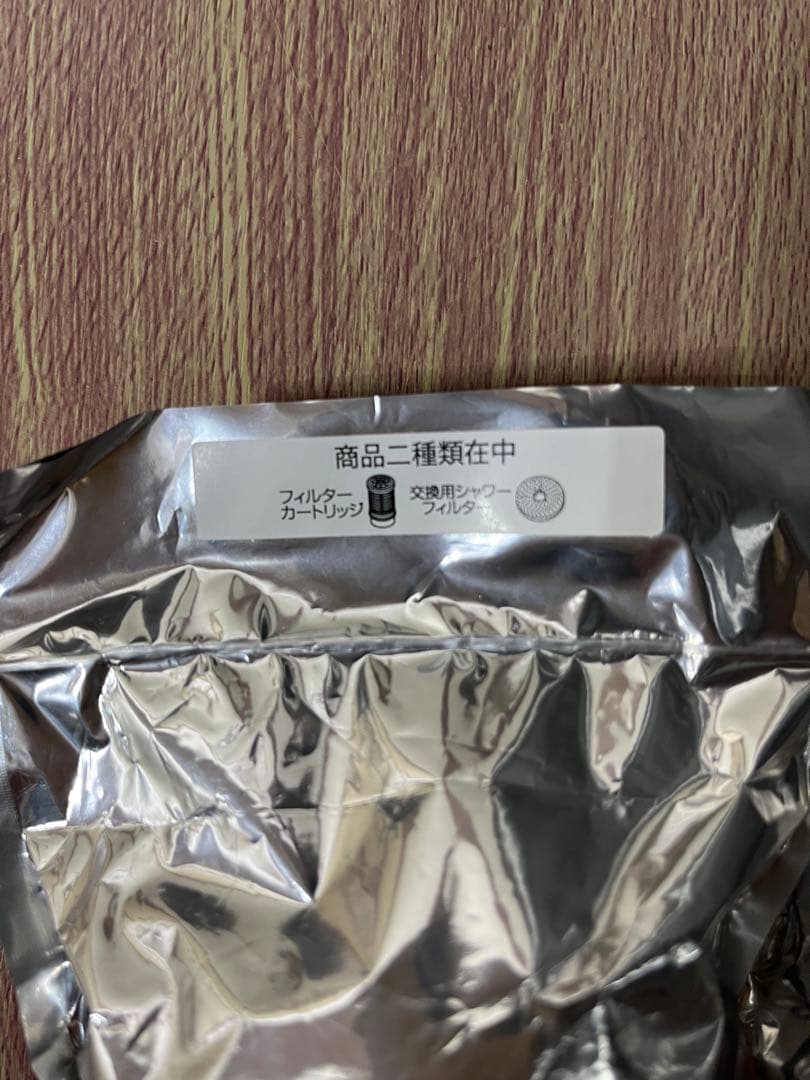 商品二種類在中
フィルター
カートリッジ
交換用シャワー
フィルター